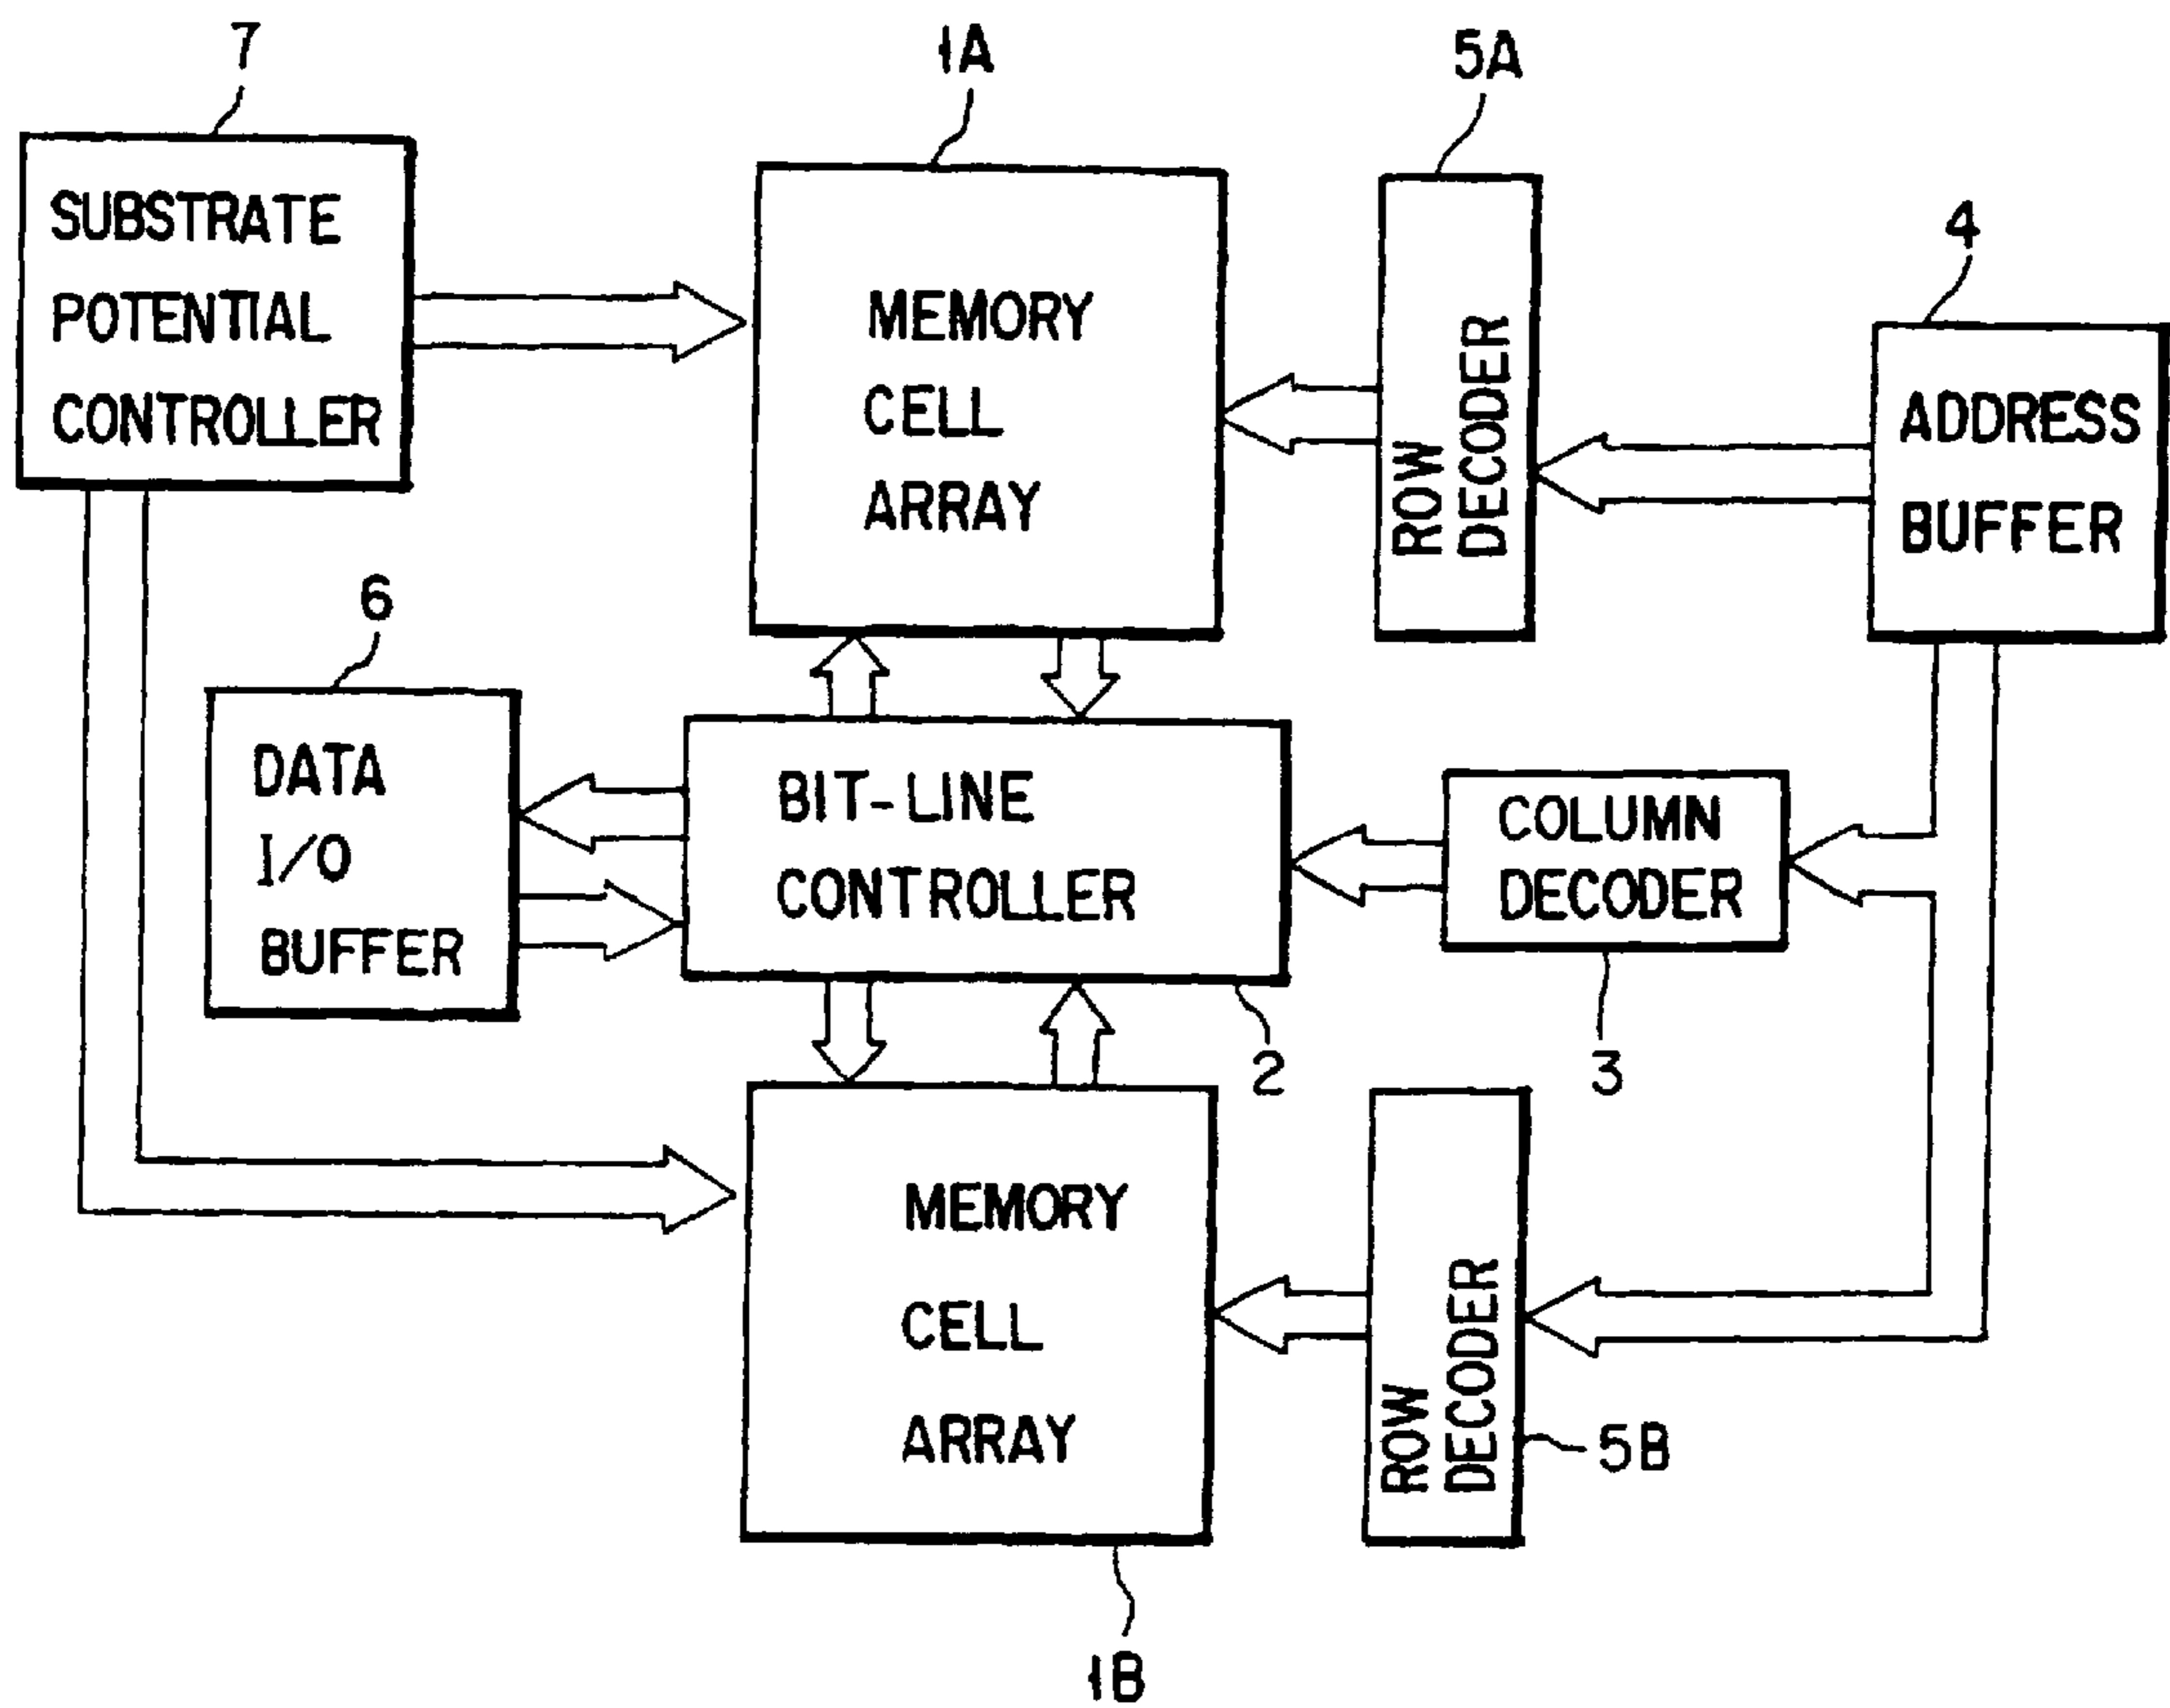 7
1A
5A
4
SUBSTRATE
POTENTIAL
CONTROLLER
MEMORY
CELL
ARRAY
ROW
DECODER
ADDRESS
BUFFER
6
DATA
I/O
BUFFER
BIT-LINE
CONTROLLER
COLUMN
DECODER
2
3
MEMORY
CELL
ARRAY
ROW
DECODER
5B
1B